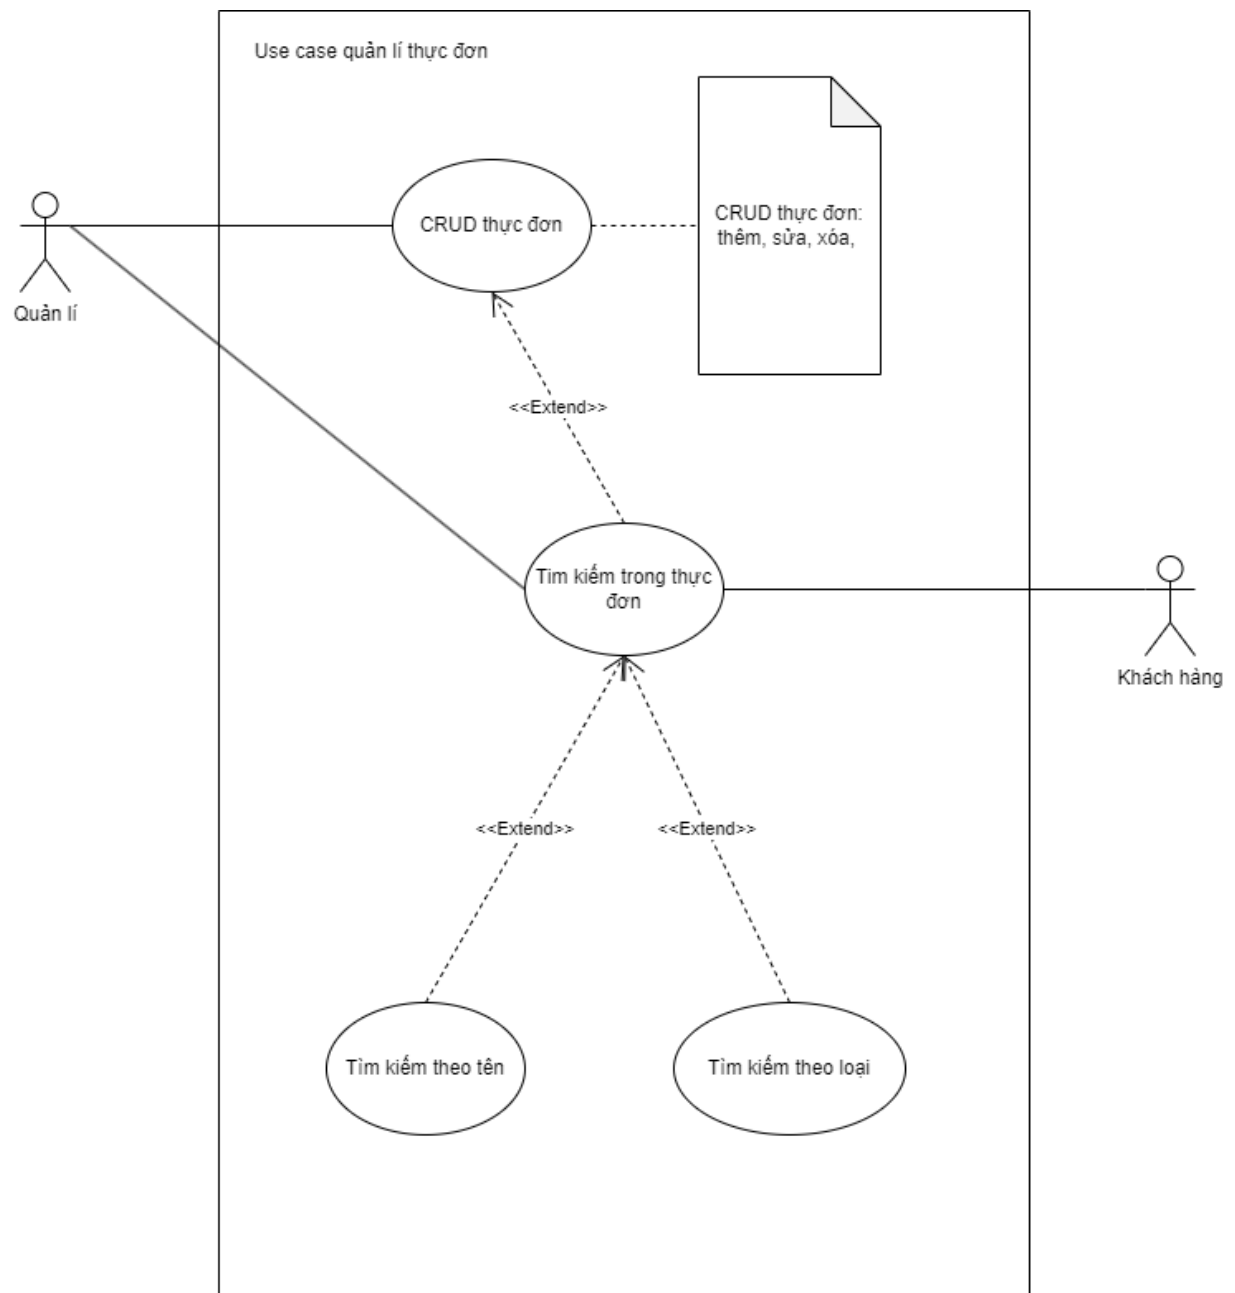 Use case quản lí thực đơn
CRUD thực đơn
CRUD thực đơn:
thêm, sửa, xóa,
Quản lí
<<Extend>>
Tìm kiếm trong thực
đơn
Khách hàng
<<Extend>>
<<Extend>>
Tìm kiếm theo tên
Tìm kiếm theo loại